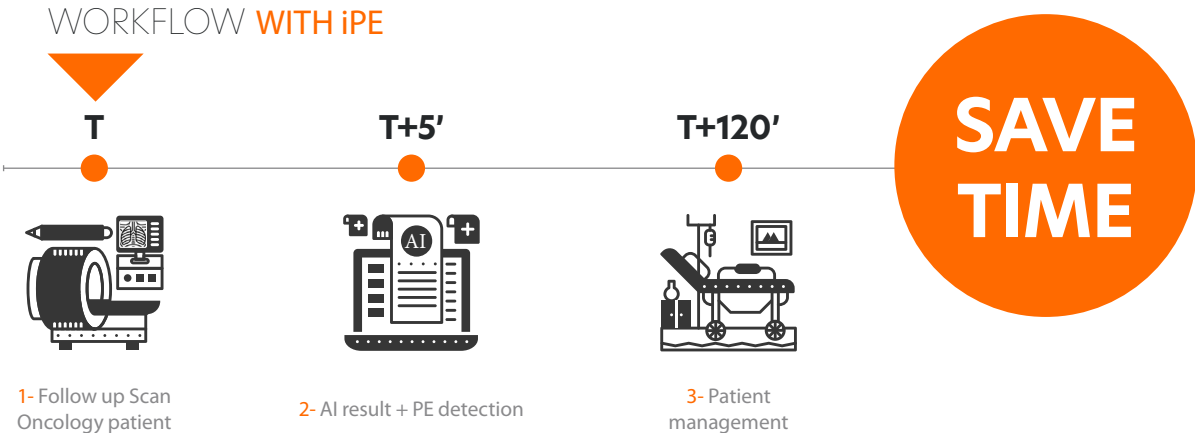 WORKFLOW WITH iPE
T
T+5’
T+120’
SAVE
TIME
AI
1- Follow up Scan
Oncology patient
2- AI result + PE detection
3- Patient
management